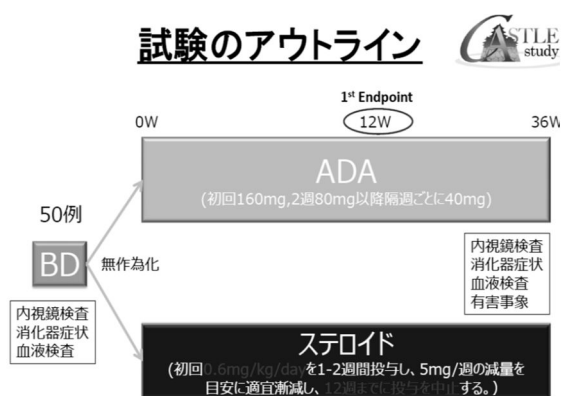 試験のアウトライン
CASTLE
study
1st Endpoint
0W
12W
36W
ADA
(初回160mg,2週80mg以降隔週ごとに40mg)
50例
BD
無作為化
内視鏡検査
消化器症状
血液検査
内視鏡検査
消化器症状
血液検査
有害事象
ステロイド
(初回0.6mg/kg/dayを1-2週間投与し、5mg/週の減量を
目安に適宜漸減し、12週までに投与を中止する。)